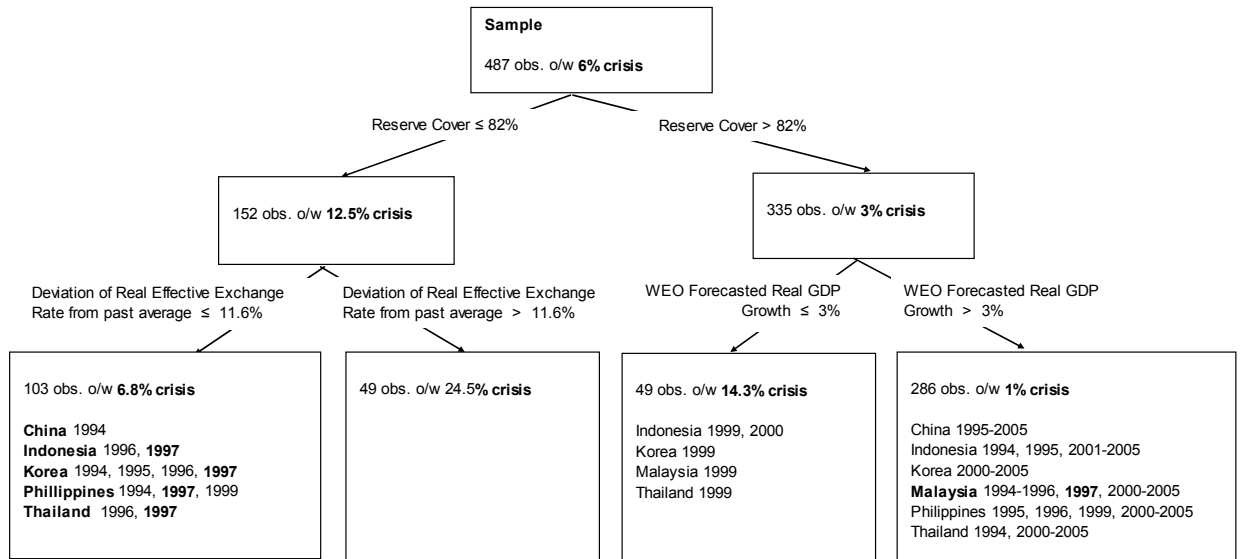 Sample
487 obs. o/w 6% crisis
Reserve Cover ≤ 82%
Reserve Cover > 82%
152 obs. o/w 12.5% crisis
335 obs. o/w 3% crisis
Deviation of Real Effective Exchange
Rate from past average ≤ 11.6%
Deviation of Real Effective Exchange
Rate from past average > 11.6%
WEO Forecasted Real GDP
Growth ≤ 3%
WEO Forecasted Real GDP
Growth > 3%
103 obs. o/w 6.8% crisis
China 1994
Indonesia 1996, 1997
Korea 1994, 1995, 1996, 1997
Phillippines 1994, 1997, 1999
Thailand 1996, 1997
49 obs. o/w 24.5% crisis
49 obs. o/w 14.3% crisis
Indonesia 1999, 2000
Korea 1999
Malaysia 1999
Thailand 1999
286 obs. o/w 1% crisis
China 1995-2005
Indonesia 1994, 1995, 2001-2005
Korea 2000-2005
Malaysia 1994-1996, 1997, 2000-2005
Philippines 1995, 1996, 1999, 2000-2005
Thailand 1994, 2000-2005